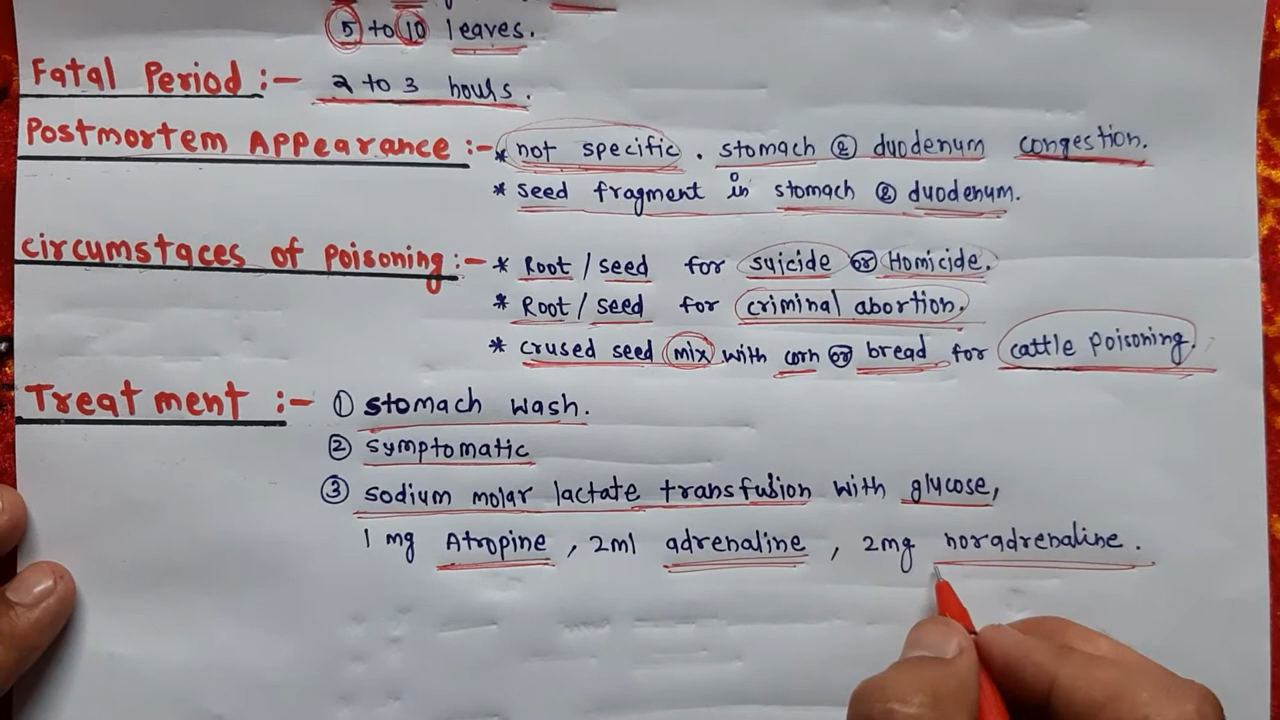 5 to 10 leaves.
Fatal Period :- 2 to 3 hours.
Postmortem Appearance :- * not specific. stomach & duodenum congestion.
* seed fragment in stomach & duodenum.
circumstaces of poisoning :- * Root / seed for suicide or Homicide.
* Root / seed for criminal abortion.
* crused seed mix with corn or bread for cattle poisoning.
Treatment :- ① stomach wash.
② symptomatic
③ sodium molar lactate transfusion with glucose,
1 mg Atropine, 2ml adrenaline, 2mg noradrenaline.